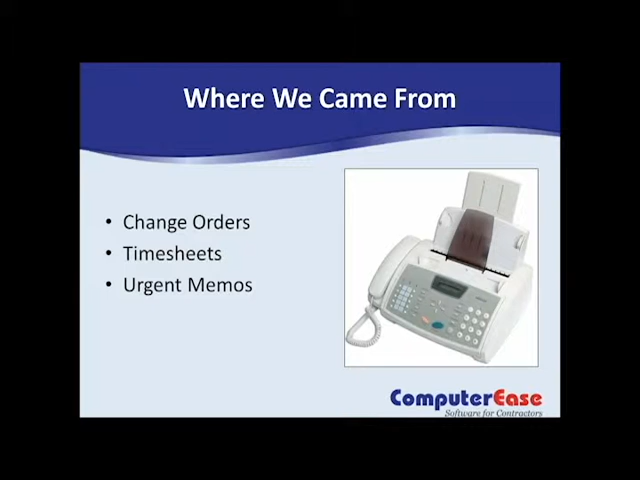 Where We Came From
• Change Orders
• Timesheets
• Urgent Memos
ComputerEase
Software for Contractors